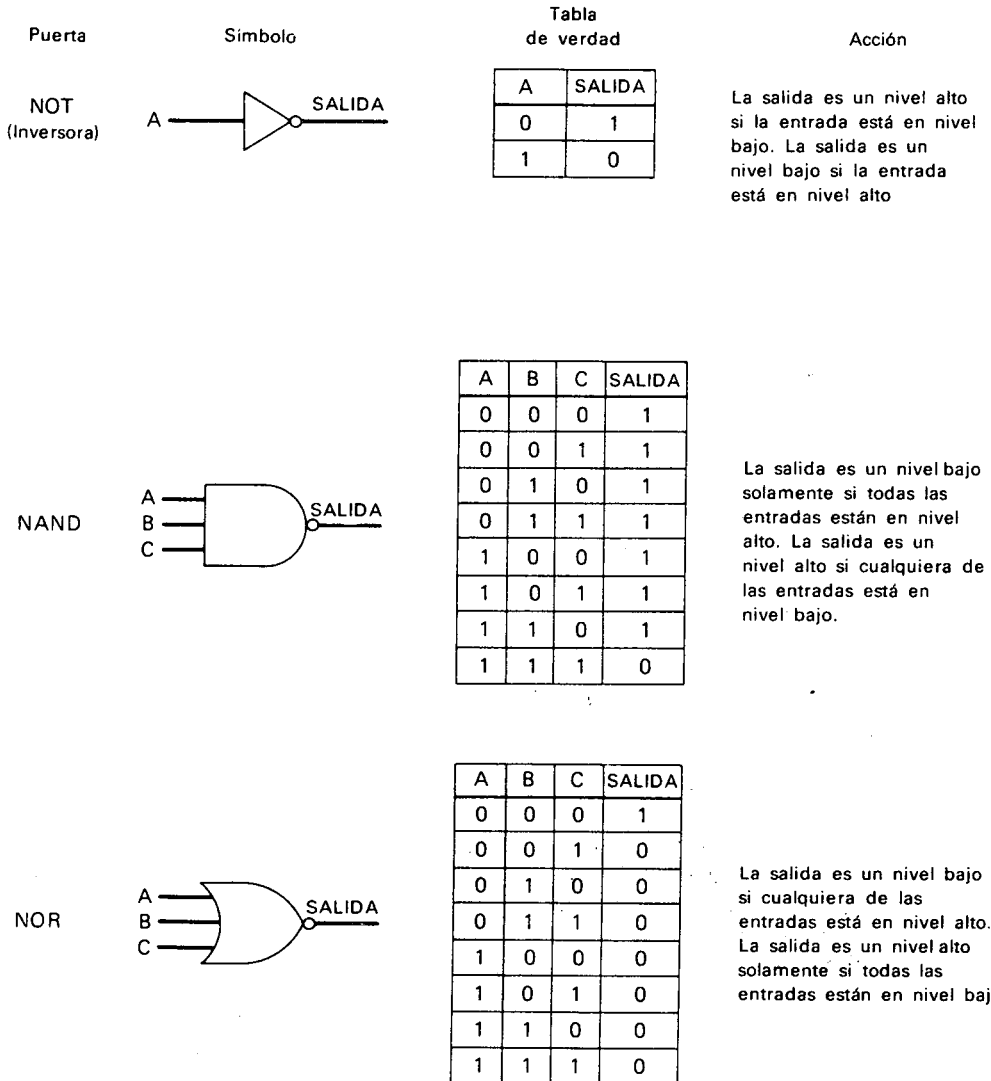 Puerta Simbolo Tabla de verdad Acción
NOT
(Inversora)
A SALIDA
A SALIDA
0 1
1 0
La salida es un nivel alto
si la entrada está en nivel
bajo. La salida es un
nivel bajo si la entrada
está en nivel alto
NAND
A
B
C
SALIDA
A B C SALIDA
0 0 0 1
0 0 1 1
0 1 0 1
0 1 1 1
1 0 0 1
1 0 1 1
1 1 0 1
1 1 1 0
La salida es un nivel bajo
solamente si todas las
entradas están en nivel
alto. La salida es un
nivel alto si cualquiera de
las entradas está en
nivel bajo.
NOR
A
B
C
SALIDA
A B C SALIDA
0 0 0 1
0 0 1 0
0 1 0 0
0 1 1 0
1 0 0 0
1 0 1 0
1 1 0 0
1 1 1 0
La salida es un nivel bajo
si cualquiera de las
entradas está en nivel alto.
La salida es un nivel alto
solamente si todas las
entradas están en nivel baj